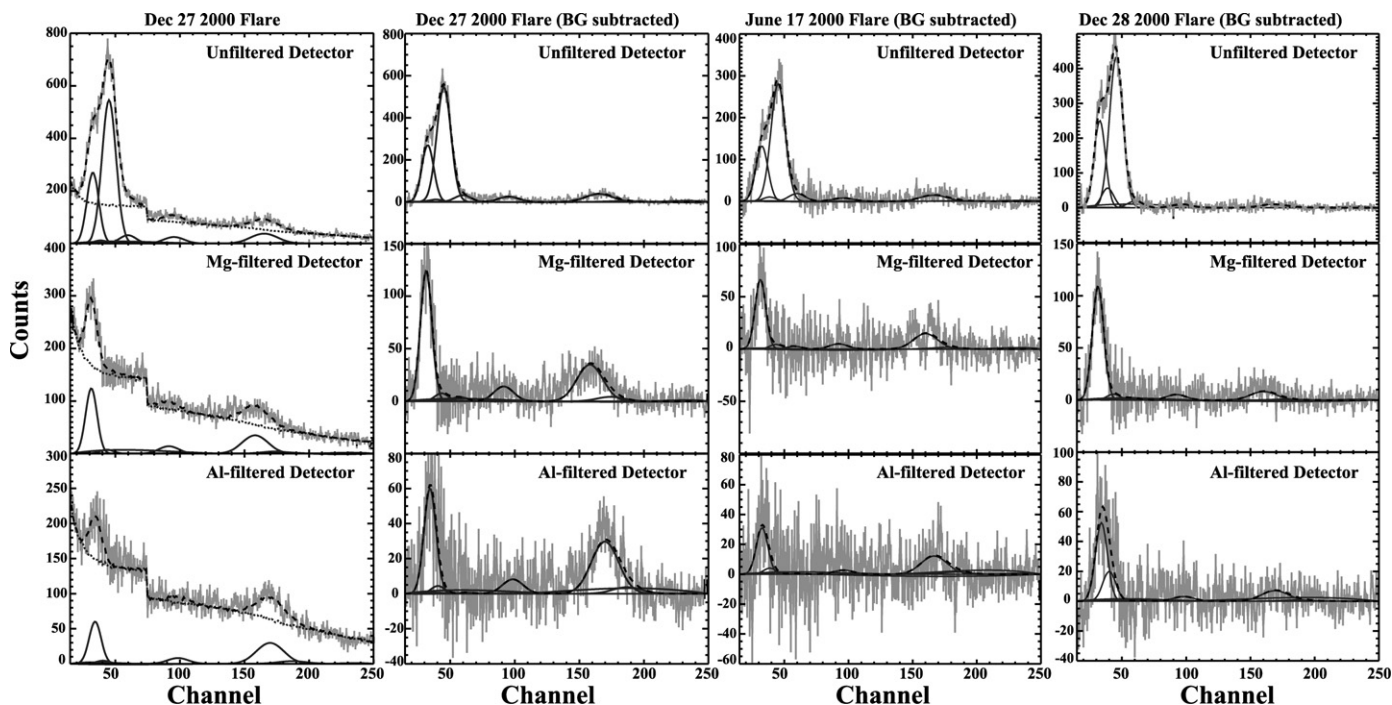 Dec 27 2000 Flare
Dec 27 2000 Flare (BG subtracted)
June 17 2000 Flare (BG subtracted)
Dec 28 2000 Flare (BG subtracted)
800
600
400
200
0
Unfiltered Detector
800
600
400
200
0
Unfiltered Detector
400
300
200
100
0
Unfiltered Detector
400
300
200
100
0
Unfiltered Detector
Counts
400
300
200
100
Mg-filtered Detector
150
100
50
0
Mg-filtered Detector
100
50
0
-50
Mg-filtered Detector
150
100
50
0
Mg-filtered Detector
300
250
200
150
100
50
0
Al-filtered Detector
80
60
40
20
0
-20
-40
Al-filtered Detector
80
60
40
20
0
-20
-40
-60
Al-filtered Detector
100
80
60
40
20
0
-20
-40
Al-filtered Detector
50 100 150 200 250
50 100 150 200 250
50 100 150 200 250
50 100 150 200 250
Channel
Channel
Channel
Channel